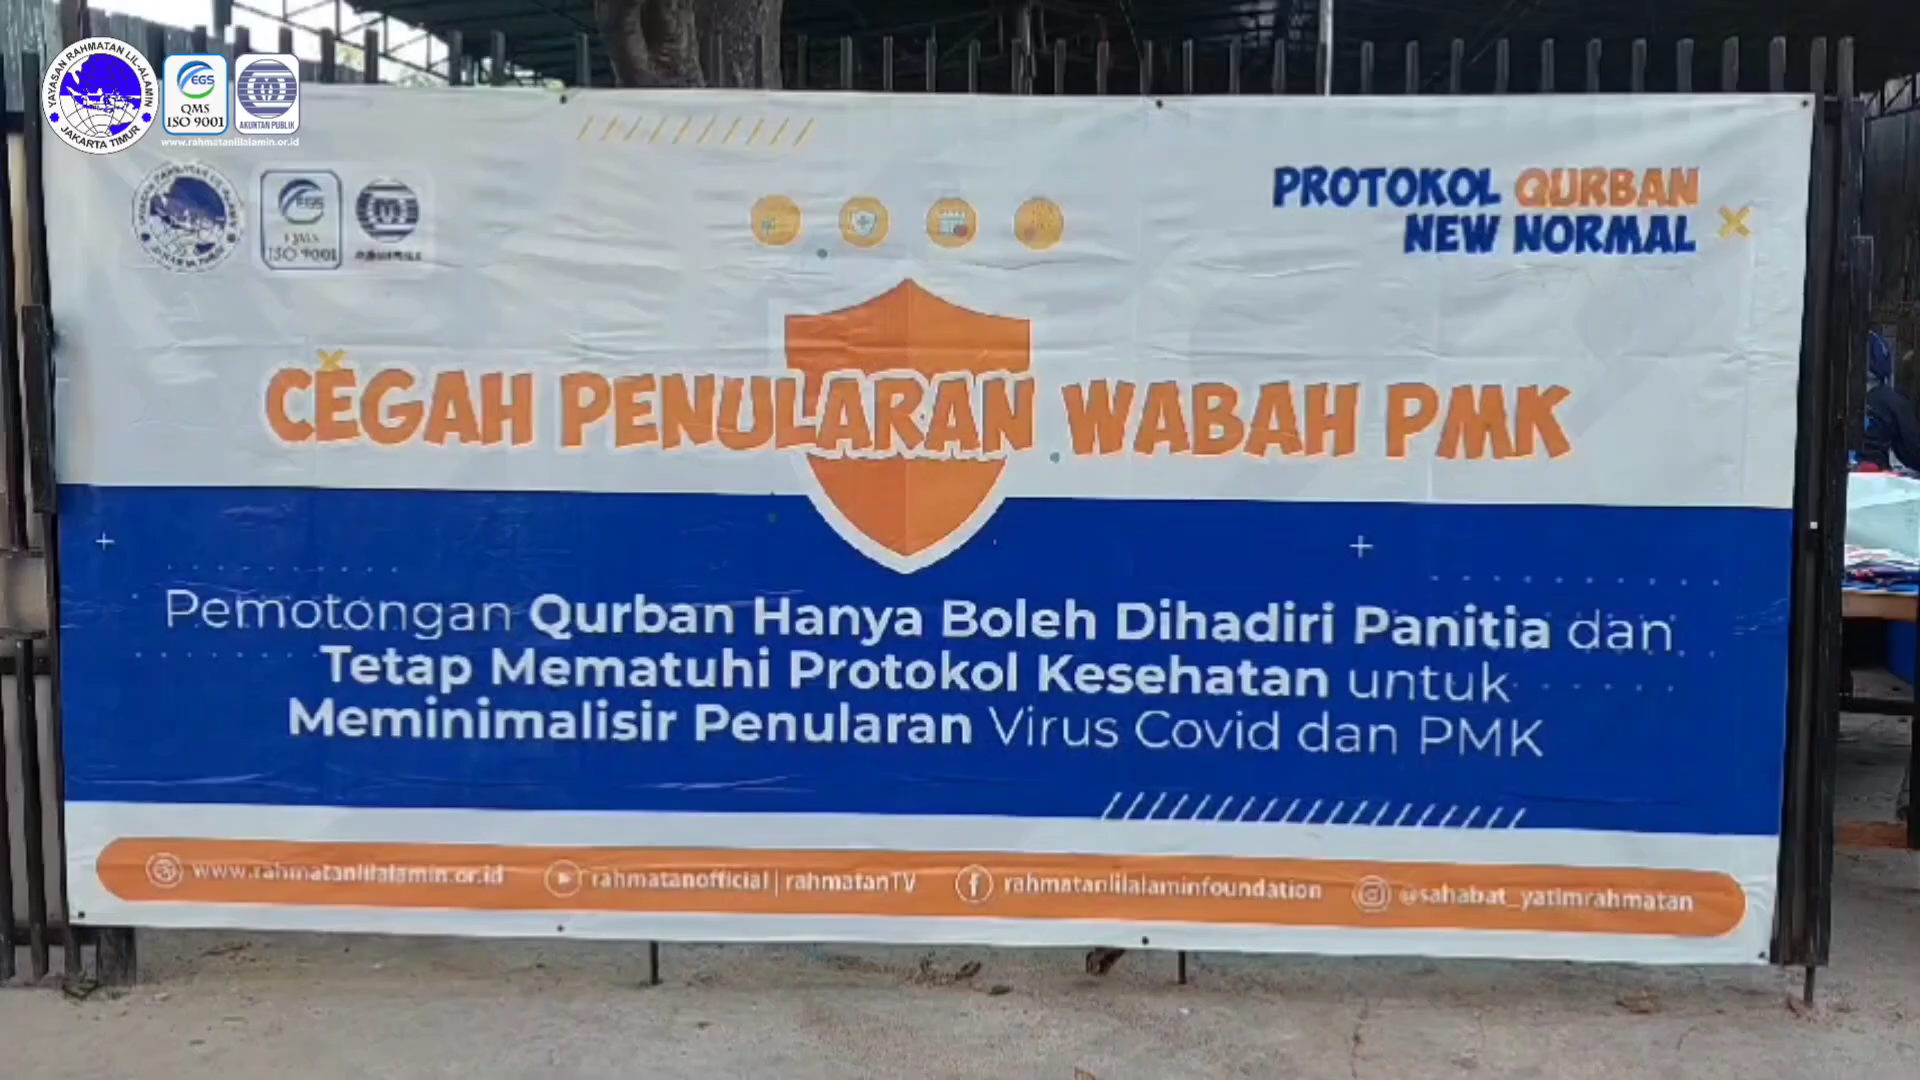 YAYASAN RAHMATAN LIL-ALAMIN
JAKARTA TIMUR
EGS
QMS
ISO 9001
AKUNTAN PUBLIK
www.rahmatanlilalamin.or.id
EGS
QMS
ISO 9001
PROTOKOL QURBAN
NEW NORMAL
CEGAH PENULARAN WABAH PMK
Pemotongan Qurban Hanya Boleh Dihadiri Panitia dan
Tetap Mematuhi Protokol Kesehatan untuk
Meminimalisir Penularan Virus Covid dan PMK
www.rahmatanlilalamin.or.id
rahmatanofficial | rahmatanTV
rahmatanlilalaminfoundation
@sahabat_yatimrahmatan